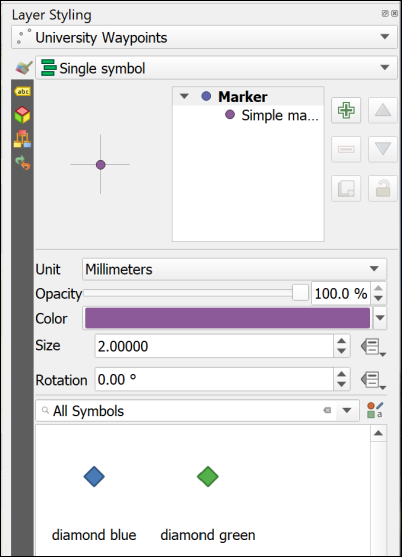 Layer Styling
University Waypoints
Single symbol
abc
Marker
Simple ma...
Unit Millimeters
Opacity 100.0 %
Color
Size 2.00000
Rotation 0.00 °
All Symbols
a
diamond blue diamond green